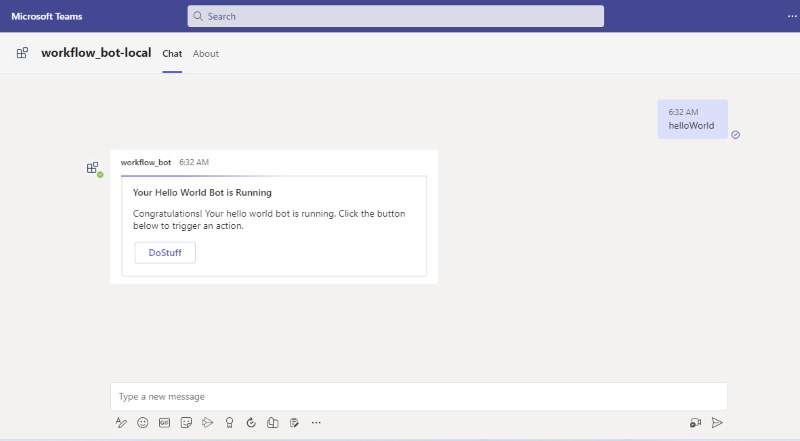 Microsoft Teams
Search
workflow_bot-local Chat About
6:32 AM
helloWorld
workflow_bot 6:32 AM
Your Hello World Bot is Running
Congratulations! Your hello world bot is running. Click the button
below to trigger an action.
DoStuff
Type a new message
GIF